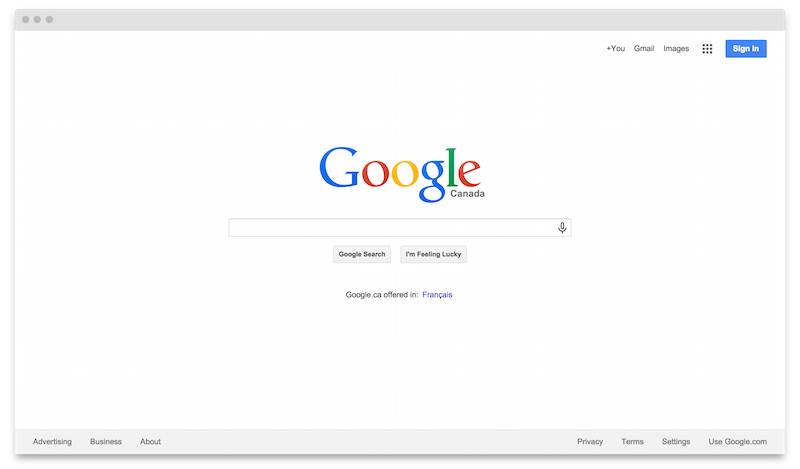 +You Gmail Images Sign in
Google
Canada
Google Search I'm Feeling Lucky
Google.ca offered in: Français
Advertising Business About Privacy Terms Settings Use Google.com